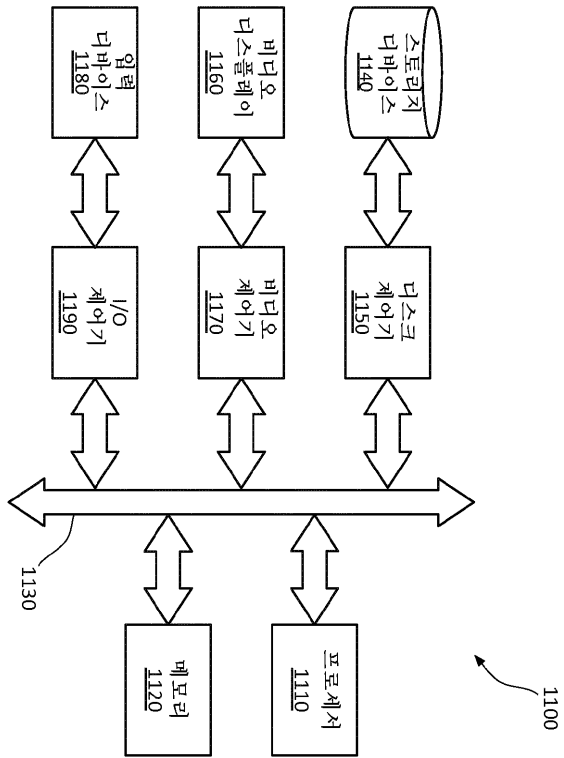 1100
스토리지
디바이스
1140
디스크
제어기
1150
프로세서
1110
비디오
디스플레이
1160
비디오
제어기
1170
메모리
1120
입력
디바이스
1180
I/O
제어기
1190
1130